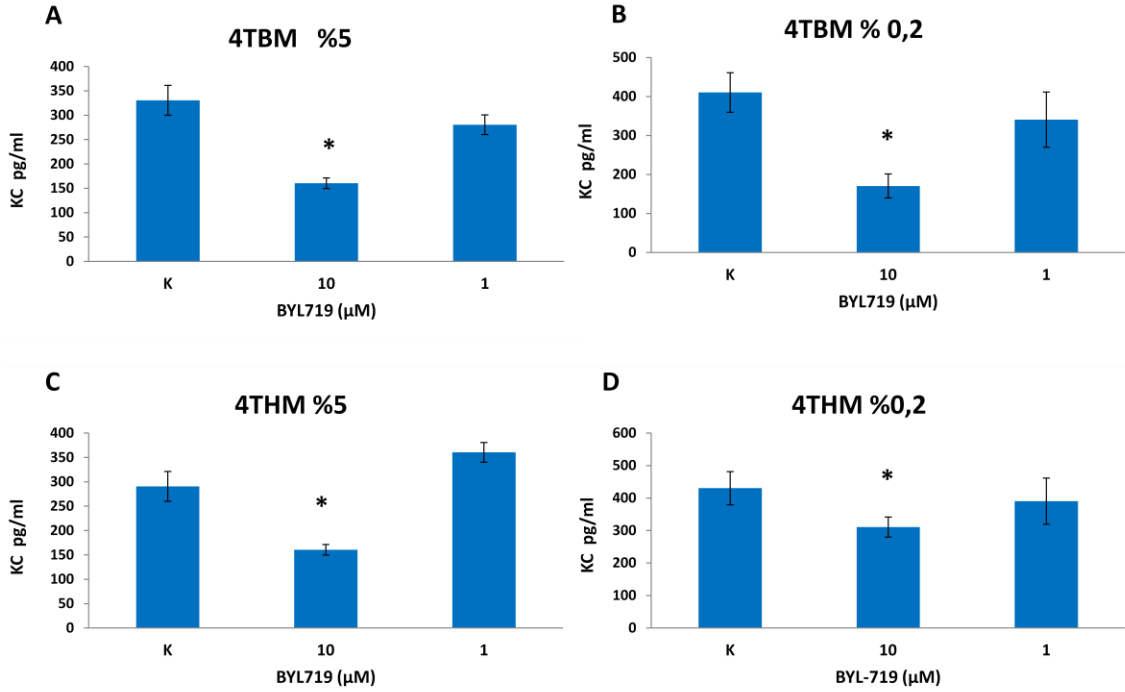 A
4TBM %5
400
350
300
250
200
150
100
50
0
KC pg/ml
*
K 10 1
BYL719 (µM)
B
4TBM % 0,2
500
400
300
200
100
0
KC pg/ml
*
K 10 1
BYL719 (µM)
C
4THM %5
400
350
300
250
200
150
100
50
0
KC pg/ml
*
K 10 1
BYL719 (µM)
D
4THM %0,2
600
500
400
300
200
100
0
KC pg/ml
*
K 10 1
BYL-719 (µM)